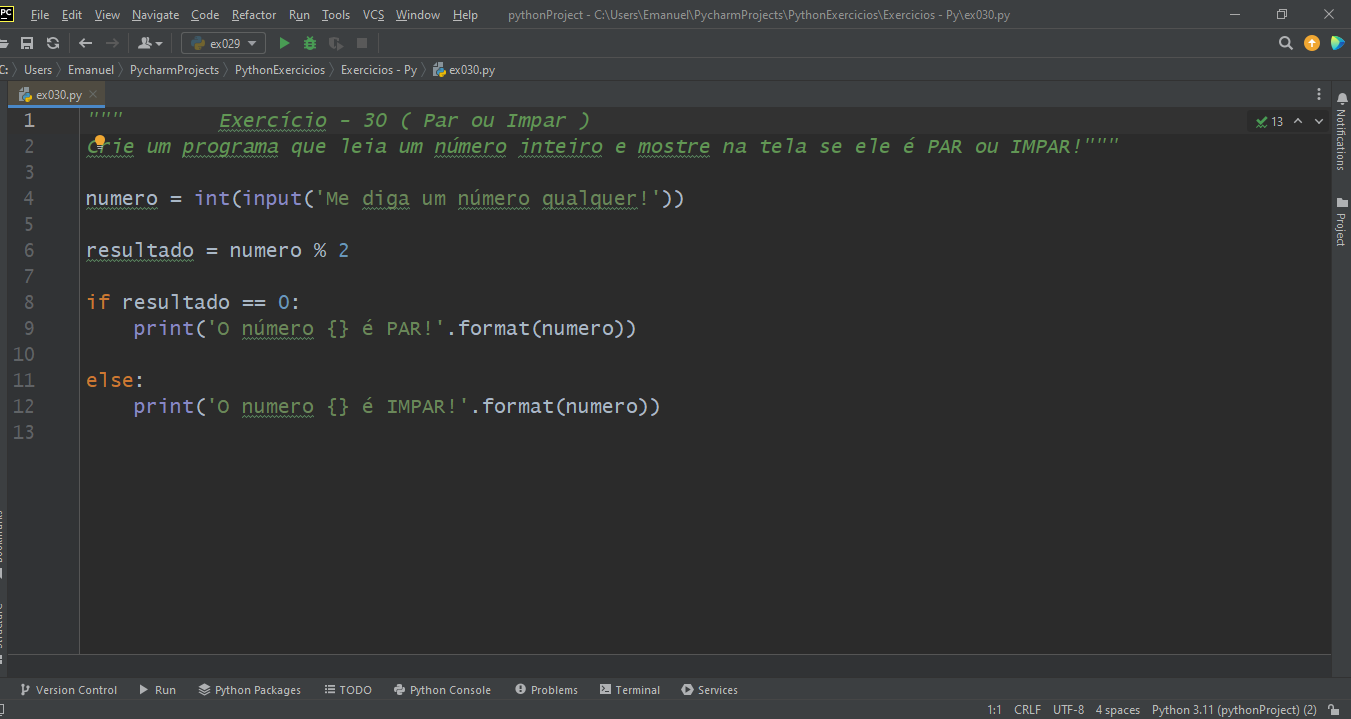 PC File Edit View Navigate Code Refactor Run Tools VCS Window Help pythonProject - C:\Users\Emanuel\PycharmProjects\PythonExercicios\Exercicios - Py\ex030.py
ex029
C: Users Emanuel PycharmProjects PythonExercicios Exercicios - Py ex030.py
ex030.py
1 """        Exercício - 30 ( Par ou Impar )
13
2 Crie um programa que leia um número inteiro e mostre na tela se ele é PAR ou IMPAR!"""
3
4 numero = int(input('Me diga um número qualquer!'))
5
6 resultado = numero % 2
7
8 if resultado == 0:
9     print('O número {} é PAR!'.format(numero))
10
11 else:
12     print('O numero {} é IMPAR!'.format(numero))
13
Notifications
Project
Version Control Run Python Packages TODO Python Console Problems Terminal Services
1:1 CRLF UTF-8 4 spaces Python 3.11 (pythonProject) (2)